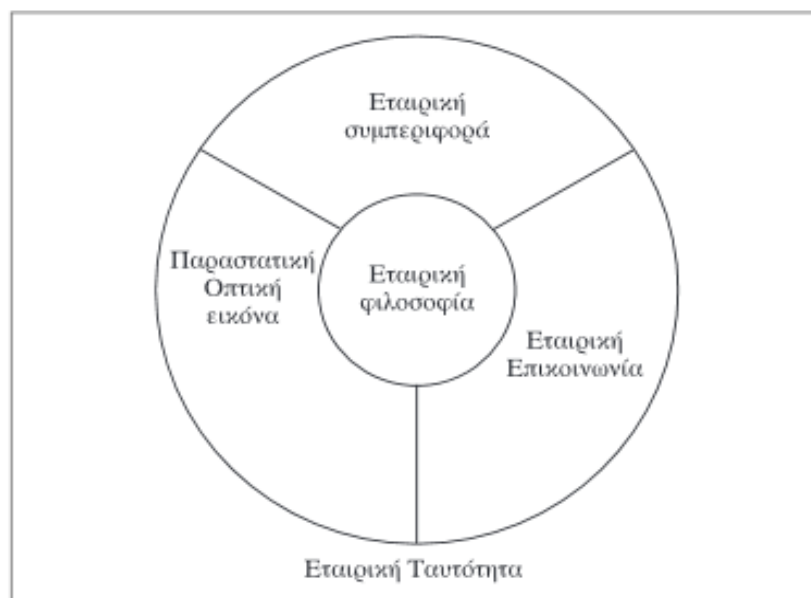 Εταιρική
συμπεριφορά
Παραστατική
Οπτική
εικόνα
Εταιρική
φιλοσοφία
Εταιρική
Επικοινωνία
Εταιρική Ταυτότητα